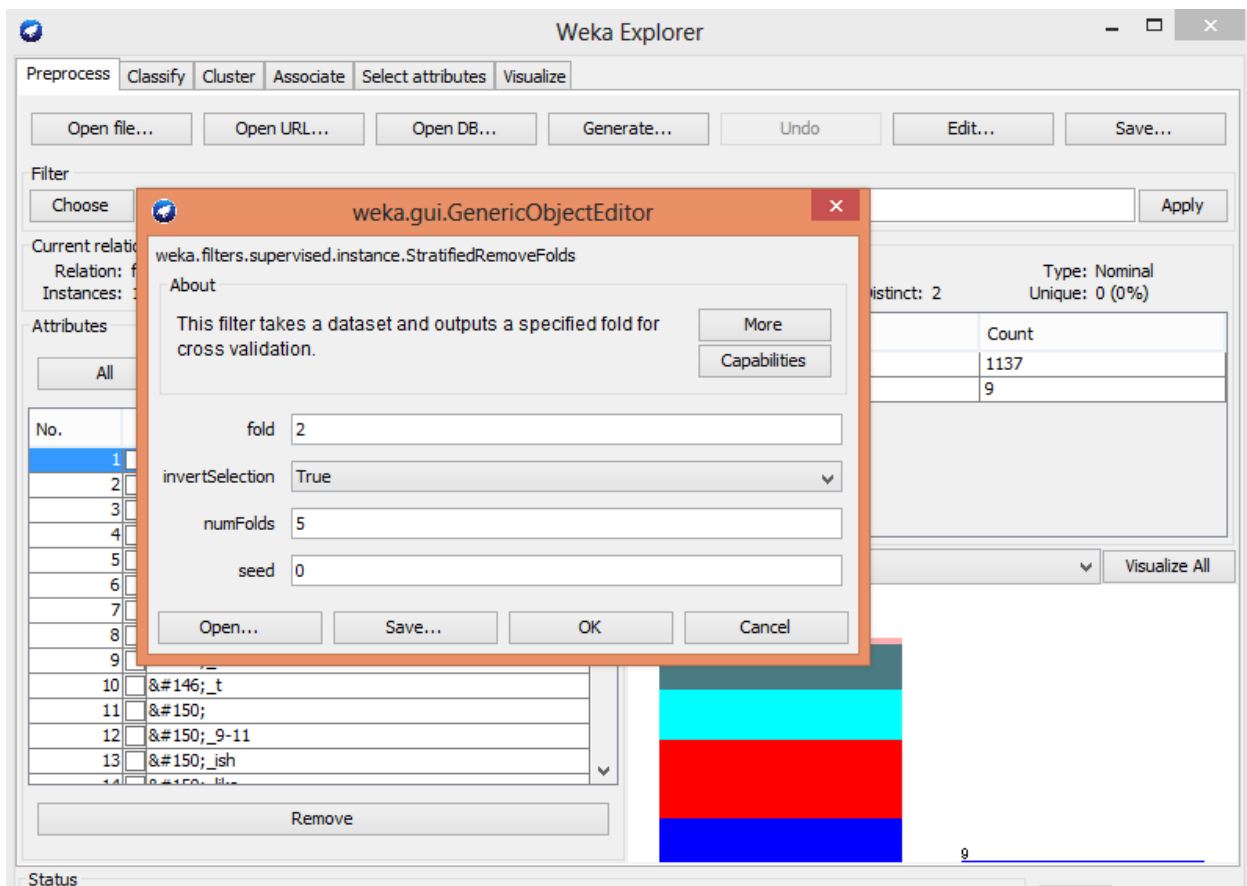 Weka Explorer
Preprocess Classify Cluster Associate Select attributes Visualize
Open file... Open URL... Open DB... Generate... Undo Edit... Save...
Filter
Choose Apply
weka.gui.GenericObjectEditor
weka.filters.supervised.instance.StratifiedRemoveFolds
About
This filter takes a dataset and outputs a specified fold for
cross validation.
More
Capabilities
fold 2
invertSelection True
numFolds 5
seed 0
Open... Save... OK Cancel
Current
Relation:
Instances:
Type: Nominal
2 Unique: 0 (0%)
Attributes
All
Count
1137
9
No.
1
2
3
4
5
6
7
8
9
10 &#146;_t
11 &#150;
12 &#150;_9-11
13 &#150;_ish
Remove
Visualize All
9
Status